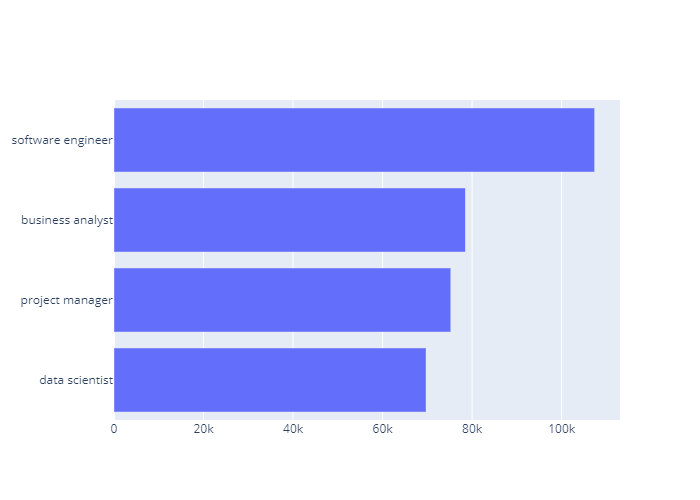 software engineer
business analyst
project manager
data scientist
0
20k
40k
60k
80k
100k